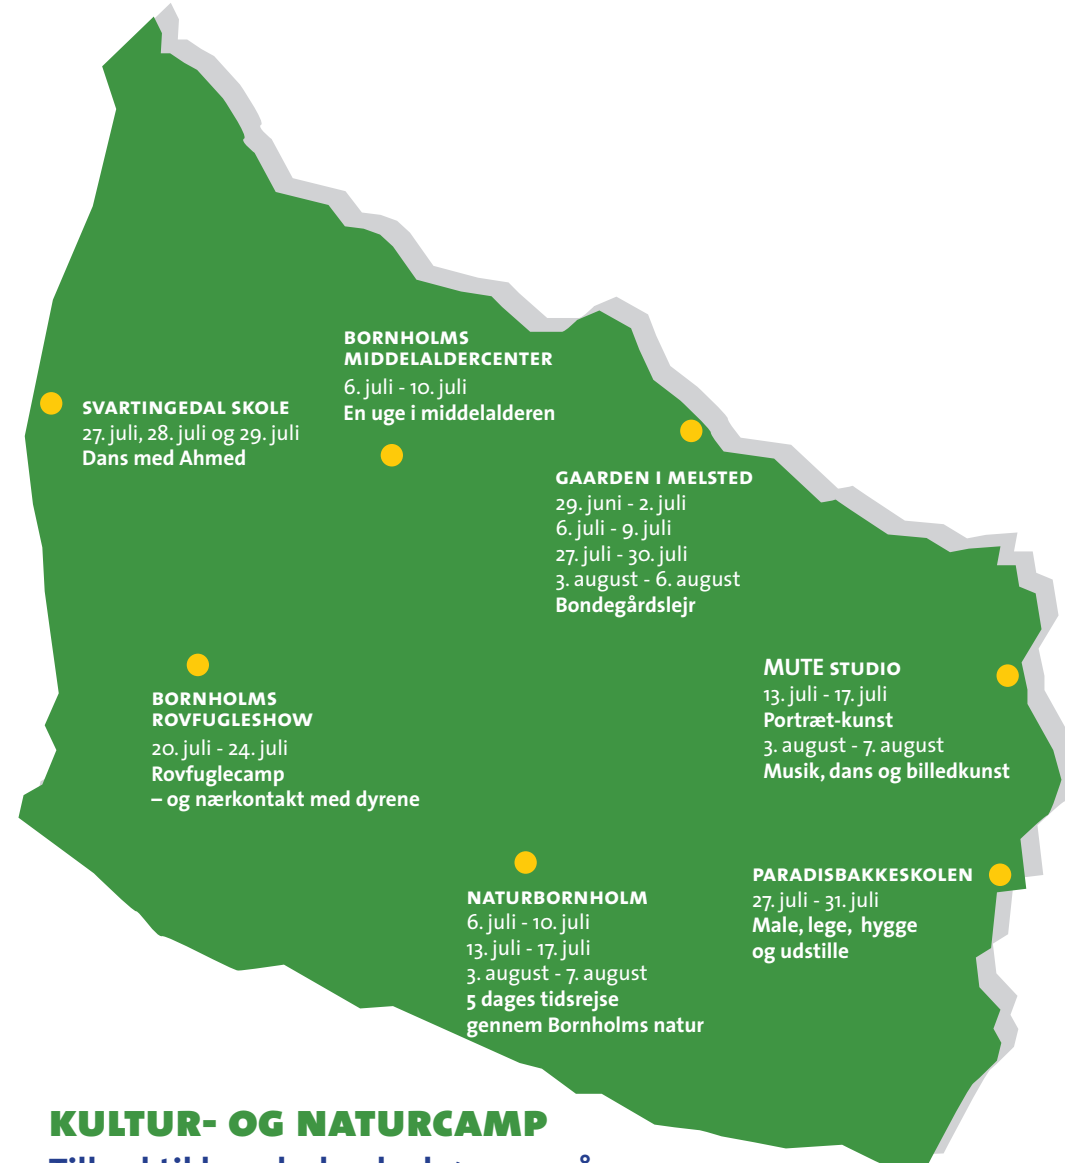 BORNHOLMS
MIDDELALDERCENTER
6. juli - 10. juli
En uge i middelalderen
SVARTINGEDAL SKOLE
27. juli, 28. juli og 29. juli
Dans med Ahmed
GAARDEN I MELSTED
29. juni - 2. juli
6. juli - 9. juli
27. juli - 30. juli
3. august - 6. august
Bondegårdslejr
MUTE STUDIO
13. juli - 17. juli
Portræt-kunst
3. august - 7. august
Musik, dans og billedkunst
BORNHOLMS
ROVFUGLESHOW
20. juli - 24. juli
Rovfuglecamp
– og nærkontakt med dyrene
PARADISBAKKESKOLEN
27. juli - 31. juli
Male, lege, hygge
og udstille
NATURBORNHOLM
6. juli - 10. juli
13. juli - 17. juli
3. august - 7. august
5 dages tidsrejse
gennem Bornholms natur
KULTUR- OG NATURCAMP